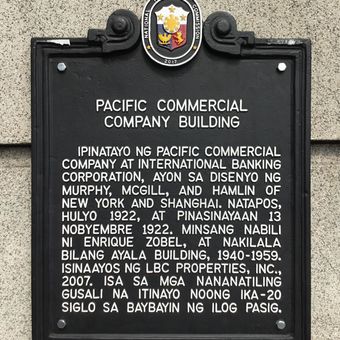 NATIONAL
COMMISSION
2012
PACIFIC COMMERCIAL
COMPANY BUILDING
IPINATAYO NG PACIFIC COMMERCIAL
COMPANY AT INTERNATIONAL BANKING
CORPORATION, AYON SA DISENYO NG
MURPHY, MCGILL, AND HAMLIN OF
NEW YORK AND SHANGHAI. NATAPOS,
HULYO 1922, AT PINASINAYAAN 13
NOBYEMBRE 1922. MINSANG NABILI
NI ENRIQUE ZOBEL, AT NAKILALA
BILANG AYALA BUILDING, 1940-1959.
ISINAAYOS NG LBC PROPERTIES, INC.,
2007. ISA SA MGA NANANATILING
GUSALI NA ITINAYO NOONG IKA-20
SIGLO SA BAYBAYIN NG ILOG PASIG.